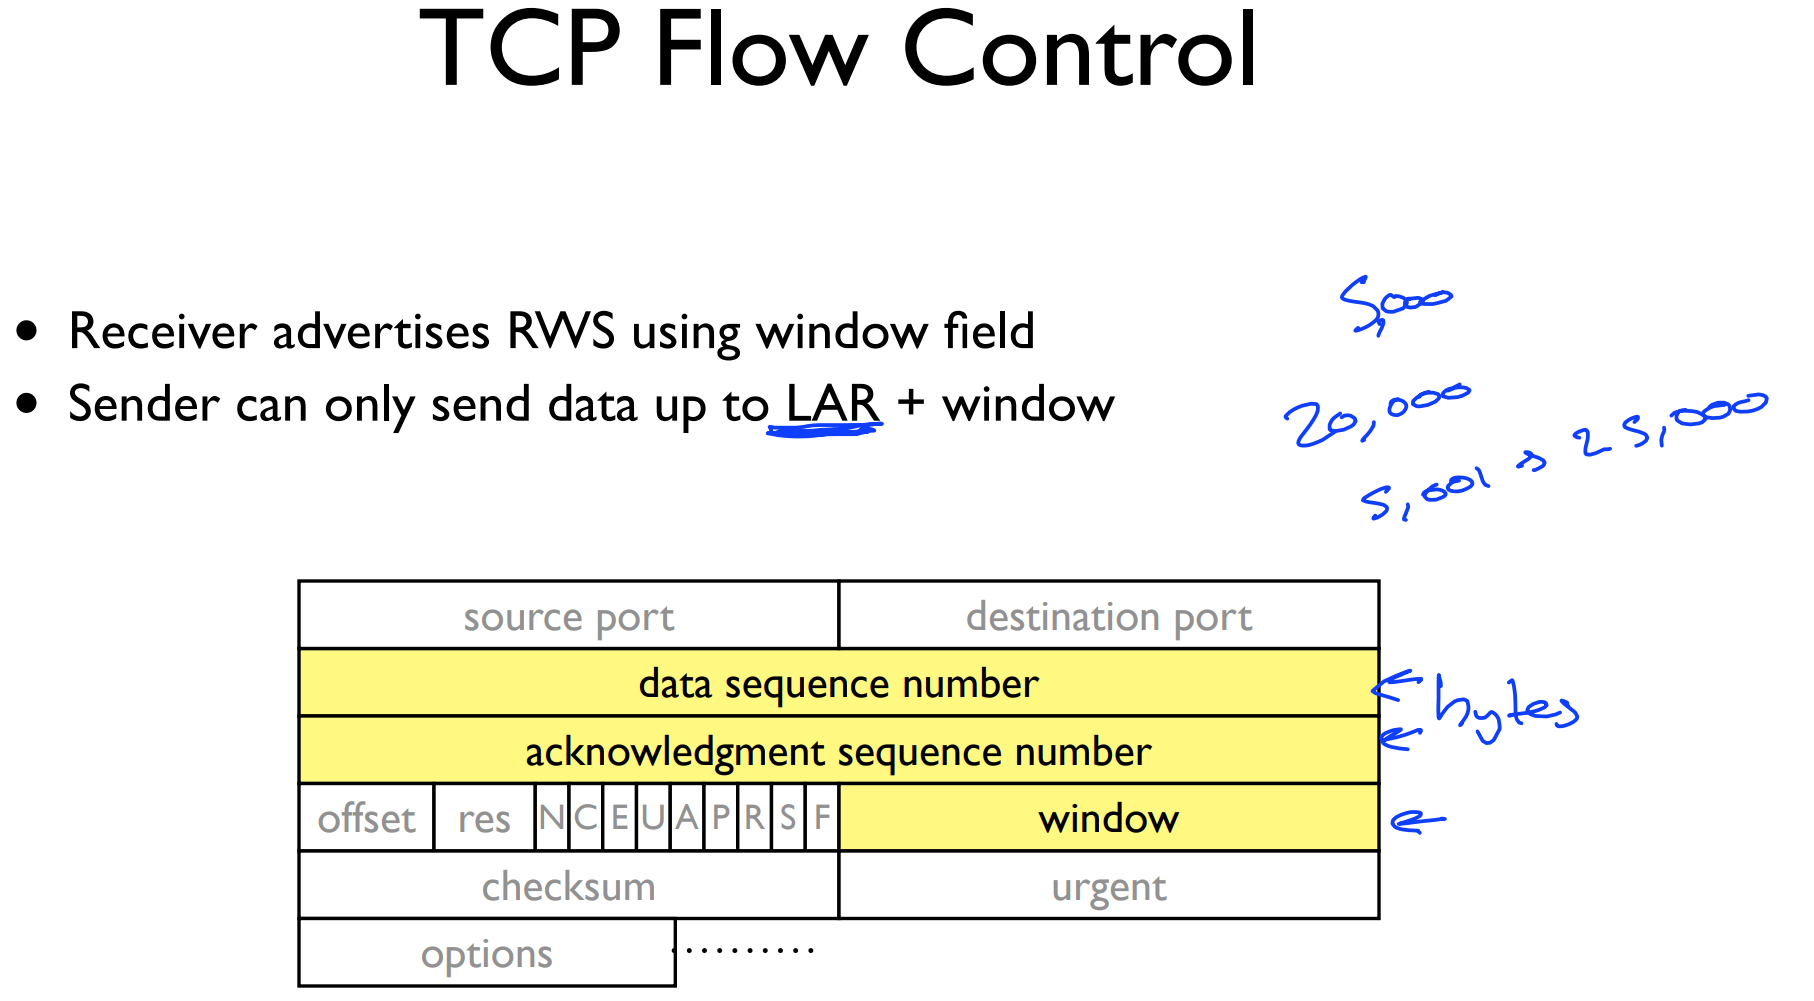 TCP Flow Control
5,000
• Receiver advertises RWS using window field
• Sender can only send data up to LAR + window
20,000
5,001 → 25,000
source port destination port
data sequence number
bytes
acknowledgment sequence number
offset res N C E U A P R S F window
checksum urgent
options ..........